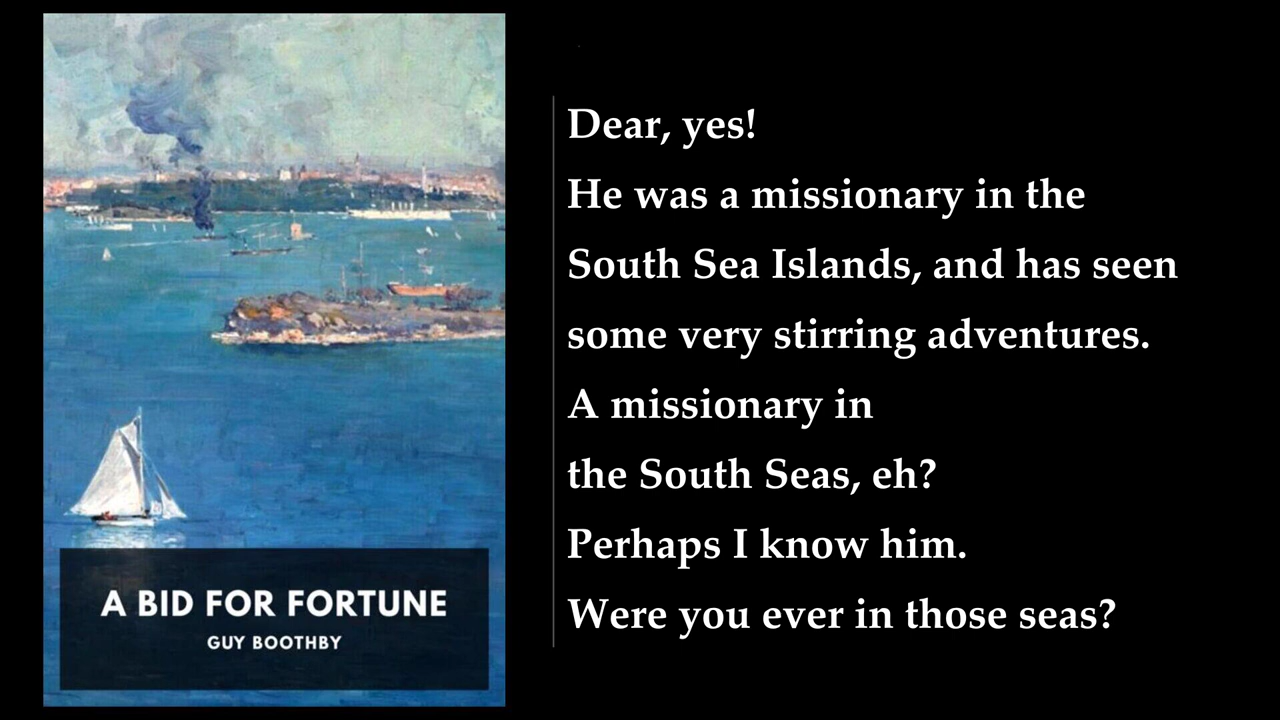 A BID FOR FORTUNE
GUY BOOTHBY
Dear, yes!
He was a missionary in the
South Sea Islands, and has seen
some very stirring adventures.
A missionary in
the South Seas, eh?
Perhaps I know him.
Were you ever in those seas?